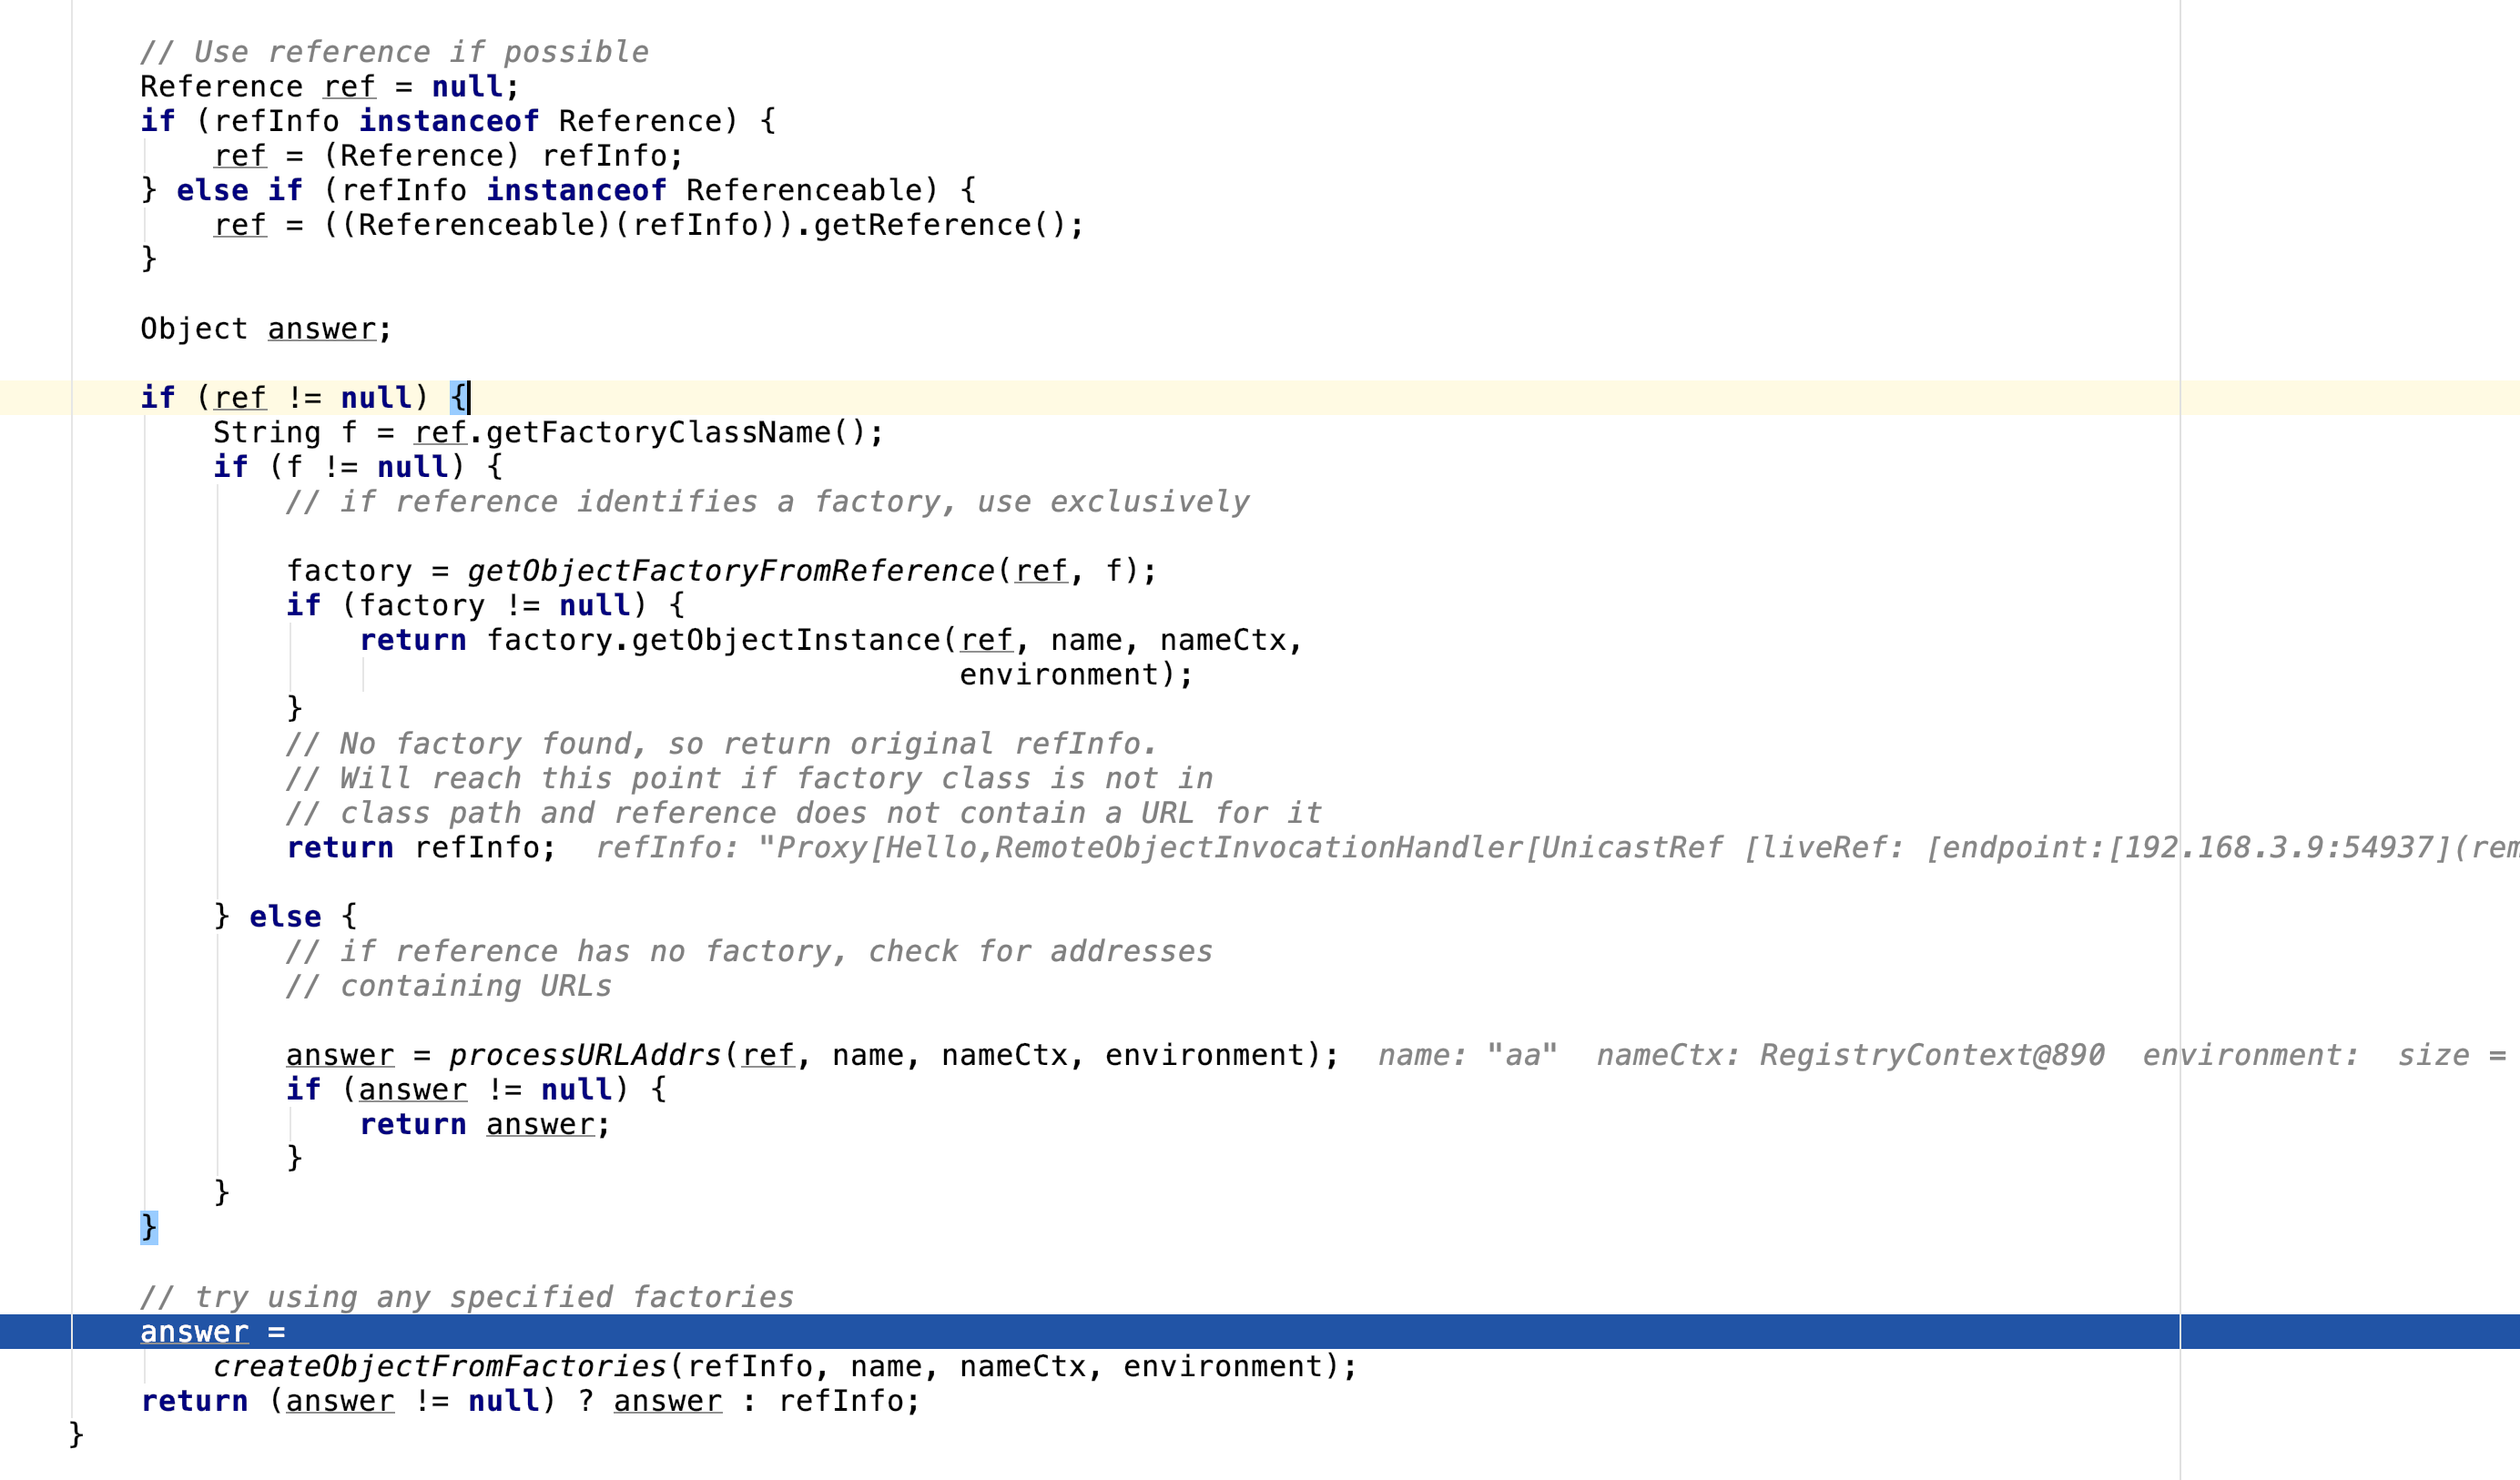 // Use reference if possible
Reference ref = null;
if (refInfo instanceof Reference) {
    ref = (Reference) refInfo;
} else if (refInfo instanceof Referenceable) {
    ref = ((Referenceable)(refInfo)).getReference();
}

Object answer;

if (ref != null) {
    String f = ref.getFactoryClassName();
    if (f != null) {
        // if reference identifies a factory, use exclusively

        factory = getObjectFactoryFromReference(ref, f);
        if (factory != null) {
            return factory.getObjectInstance(ref, name, nameCtx,
                                             environment);
        }
        // No factory found, so return original refInfo.
        // Will reach this point if factory class is not in
        // class path and reference does not contain a URL for it
        return refInfo;  refInfo: "Proxy[Hello,RemoteObjectInvocationHandler[UnicastRef [liveRef: [endpoint:[192.168.3.9:54937](rem

    } else {
        // if reference has no factory, check for addresses
        // containing URLs

        answer = processURLAddrs(ref, name, nameCtx, environment);  name: "aa"  nameCtx: RegistryContext@890  environment:  size =
        if (answer != null) {
            return answer;
        }
    }
}

// try using any specified factories
answer =
    createObjectFromFactories(refInfo, name, nameCtx, environment);
return (answer != null) ? answer : refInfo;
}